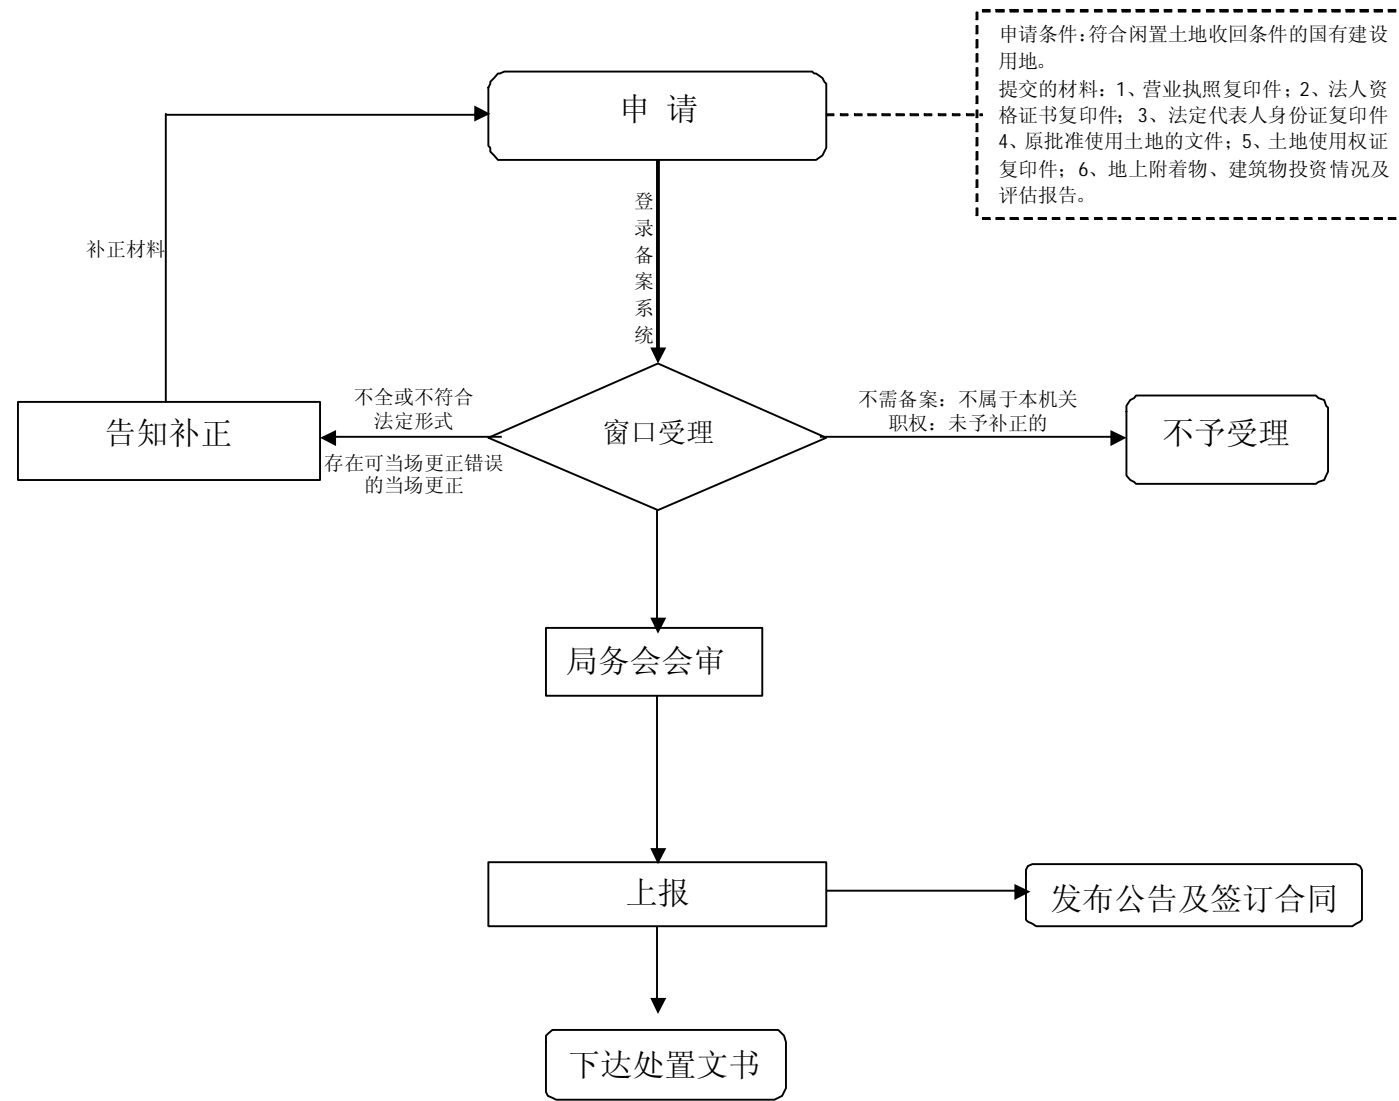 申请条件:符合闲置土地收回条件的国有建设
用地。
提交的材料：1、营业执照复印件；2、法人资
格证书复印件；3、法定代表人身份证复印件
4、原批准使用土地的文件；5、土地使用权证
复印件；6、地上附着物、建筑物投资情况及
评估报告。
申 请
登
录
备
案
系
统
补正材料
不全或不符合
法定形式
告知补正
存在可当场更正错误
的当场更正
窗口受理
不需备案：不属于本机关
职权：未予补正的
不予受理
局务会会审
上报
发布公告及签订合同
下达处置文书